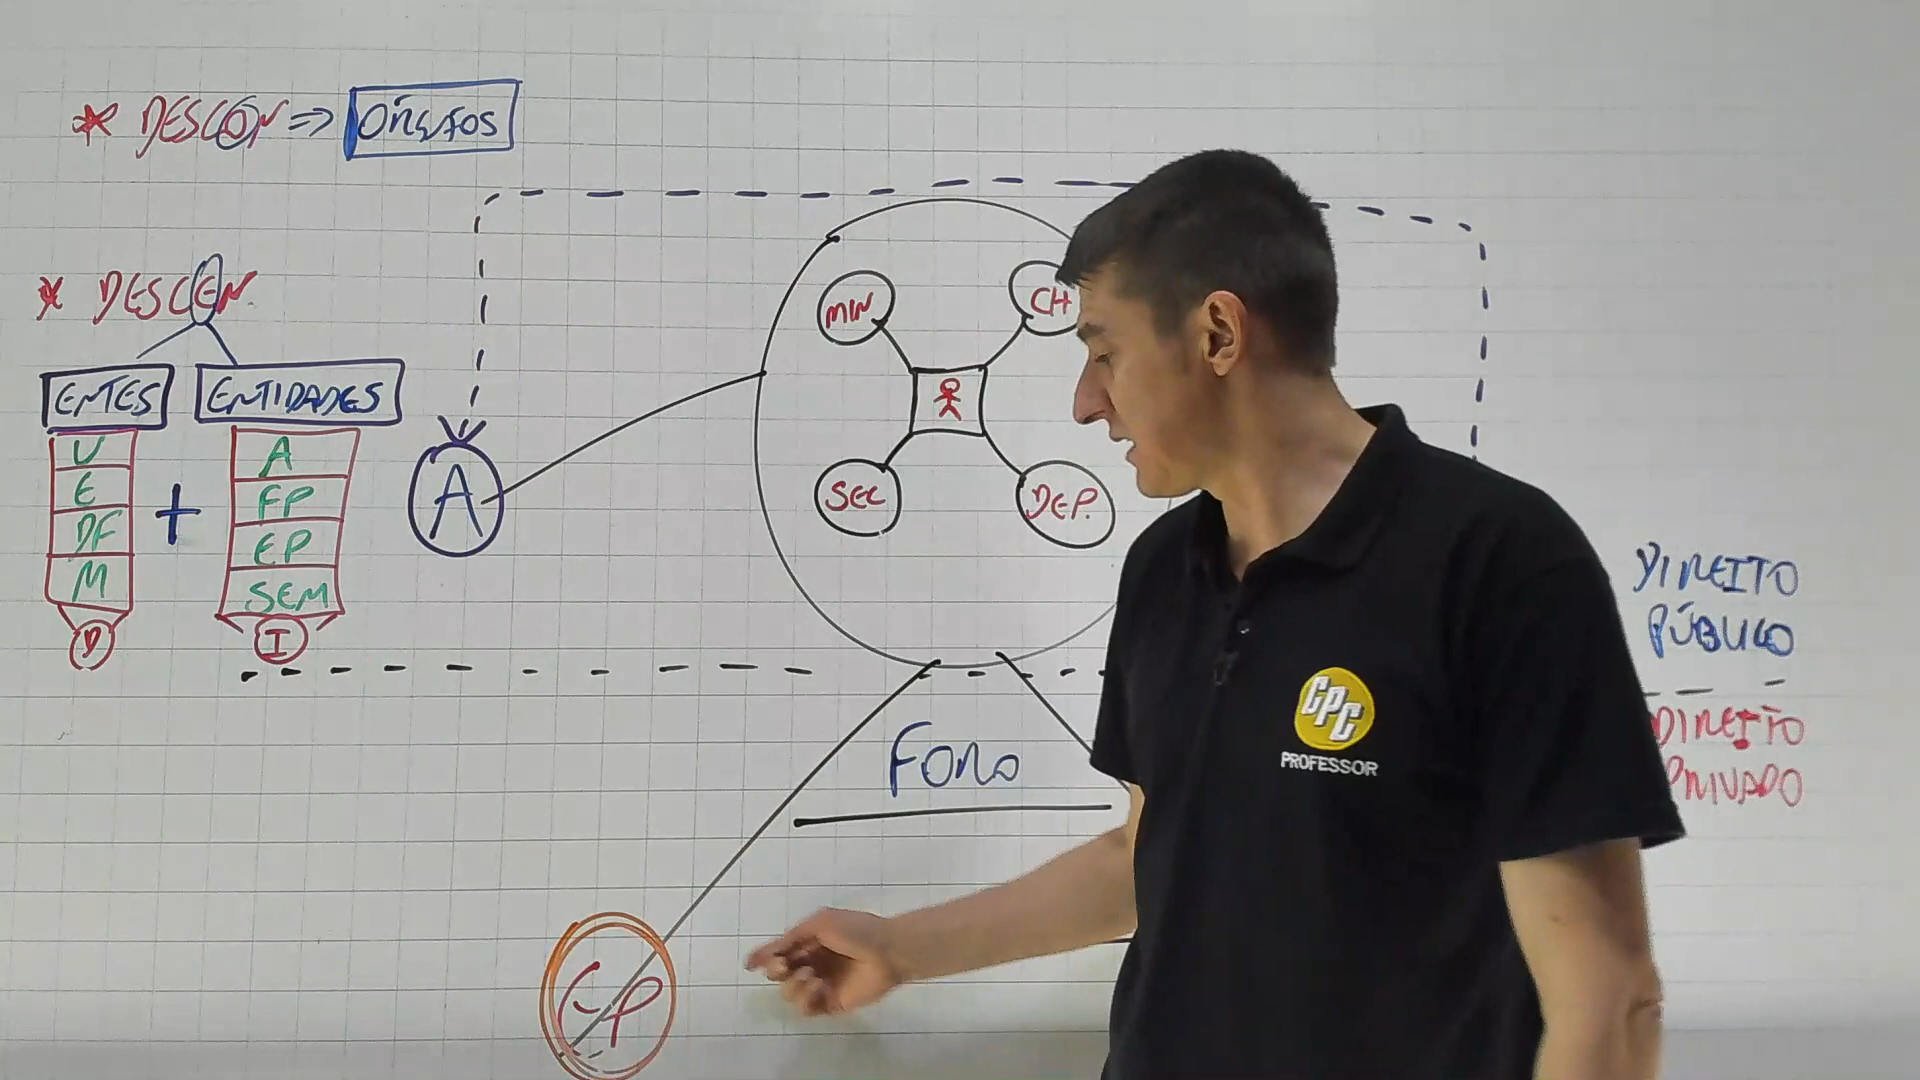 * DESCON => ÓRGÃOS
* DESCEN.
ENTES
ENTIDADES
U
E
DF
M
D
+
A
FP
EP
SEM
I
A
MIN
CH
SEC
DEP.
FORO
EP
DIREITO
PÚBLICO
DIREITO
PRIVADO
CPC
PROFESSOR